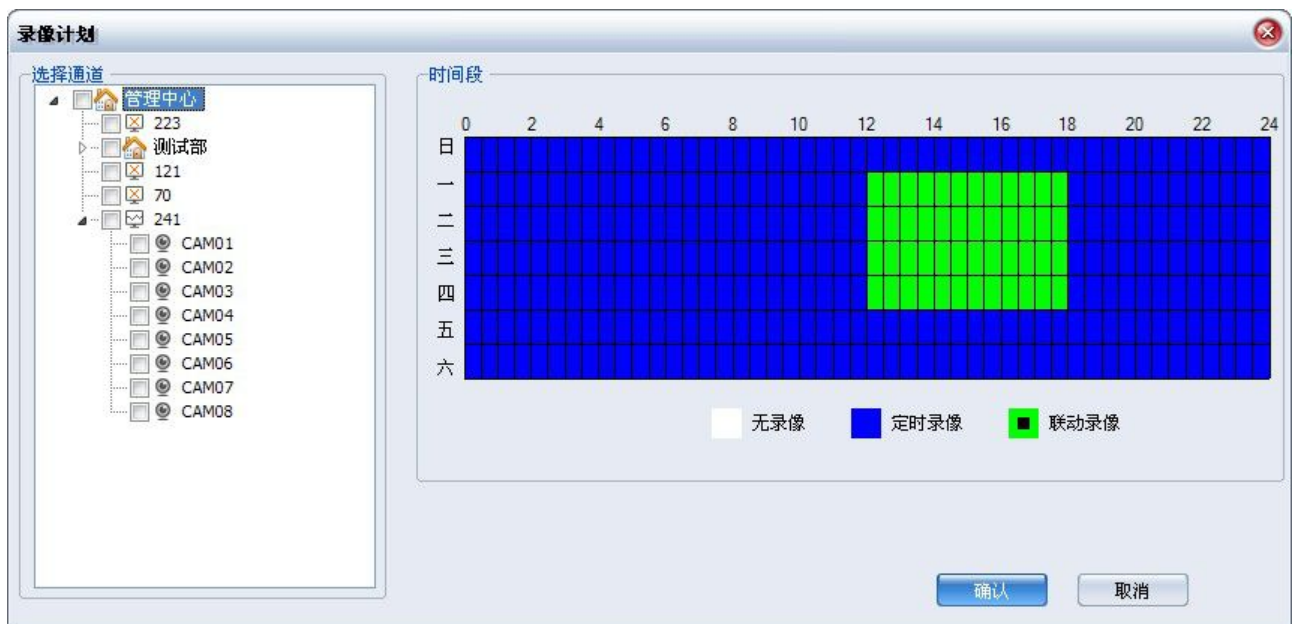 录像计划
选择通道
管理中心
223
测试部
121
70
241
CAM01
CAM02
CAM03
CAM04
CAM05
CAM06
CAM07
CAM08
时间段
0 2 4 6 8 10 12 14 16 18 20 22 24
日
一
二
三
四
五
六
无录像 定时录像 联动录像
确认 取消